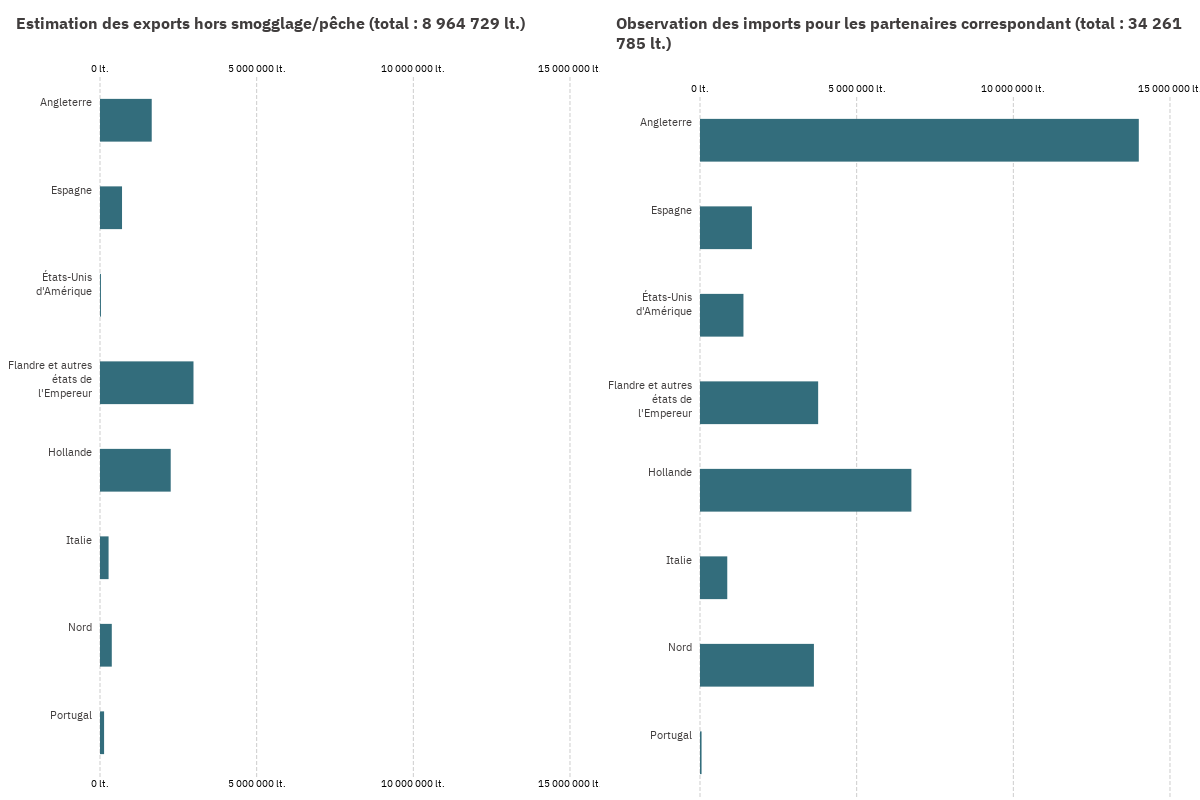 Estimation des exports hors smogglage/pêche (total : 8 964 729 lt.)
0 lt.
5 000 000 lt.
10 000 000 lt.
15 000 000 lt
Angleterre
Espagne
États-Unis
d'Amérique
Flandre et autres
états de
l'Empereur
Hollande
Italie
Nord
Portugal
0 lt.
5 000 000 lt.
10 000 000 lt.
15 000 000 lt
Observation des imports pour les partenaires correspondant (total : 34 261
785 lt.)
0 lt.
5 000 000 lt.
10 000 000 lt.
15 000 000 lt
Angleterre
Espagne
États-Unis
d'Amérique
Flandre et autres
états de
l'Empereur
Hollande
Italie
Nord
Portugal